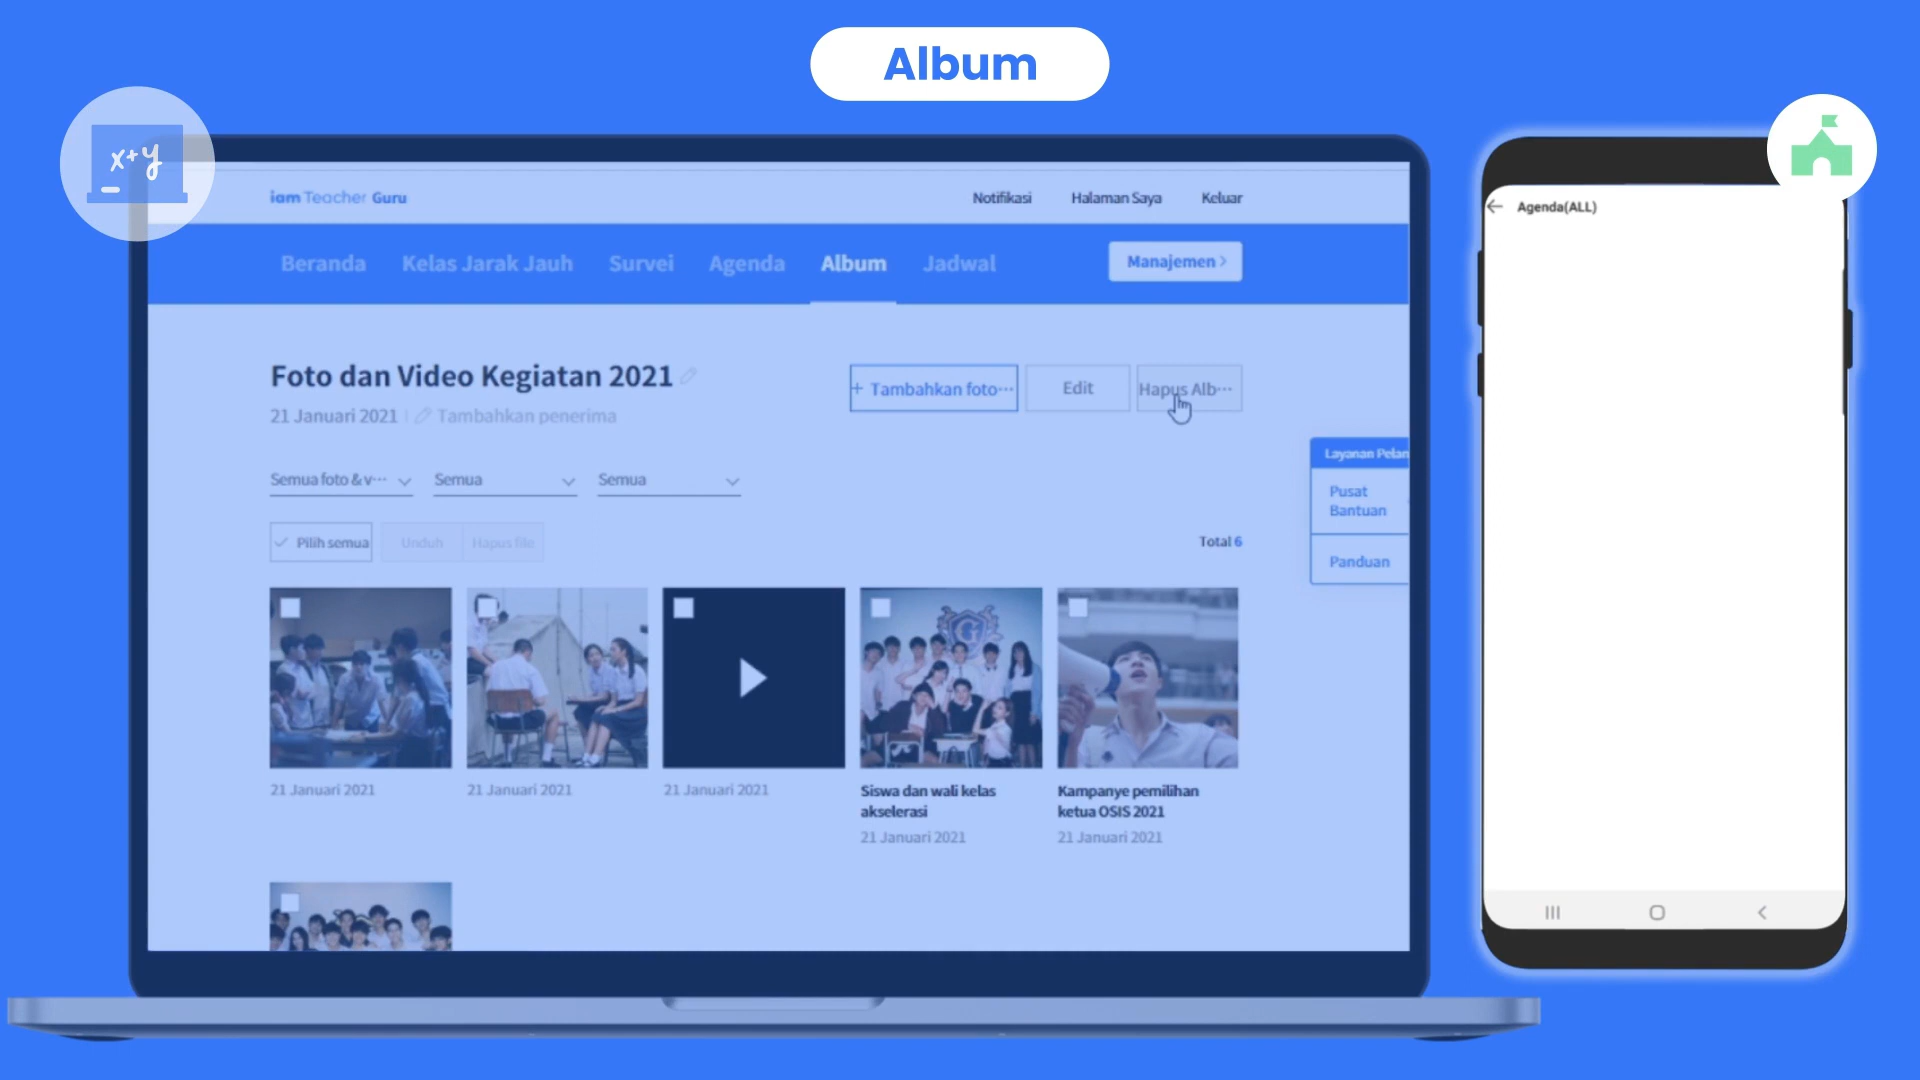 Album
x+y
iam Teacher Guru
Notifikasi
Halaman Saya
Keluar
Beranda
Kelas Jarak Jauh
Survei
Agenda
Album
Jadwal
Manajemen >
Foto dan Video Kegiatan 2021
+ Tambahkan foto···
Edit
Hapus Alb···
21 Januari 2021 | Tambahkan penerima
Layanan Pelan
Pusat
Bantuan
Panduan
Semua foto & v···
Semua
Semua
Pilih semua
Unduh
Hapus file
Total 6
21 Januari 2021
21 Januari 2021
21 Januari 2021
Siswa dan wali kelas
akselerasi
21 Januari 2021
Kampanye pemilihan
ketua OSIS 2021
21 Januari 2021
Agenda(ALL)